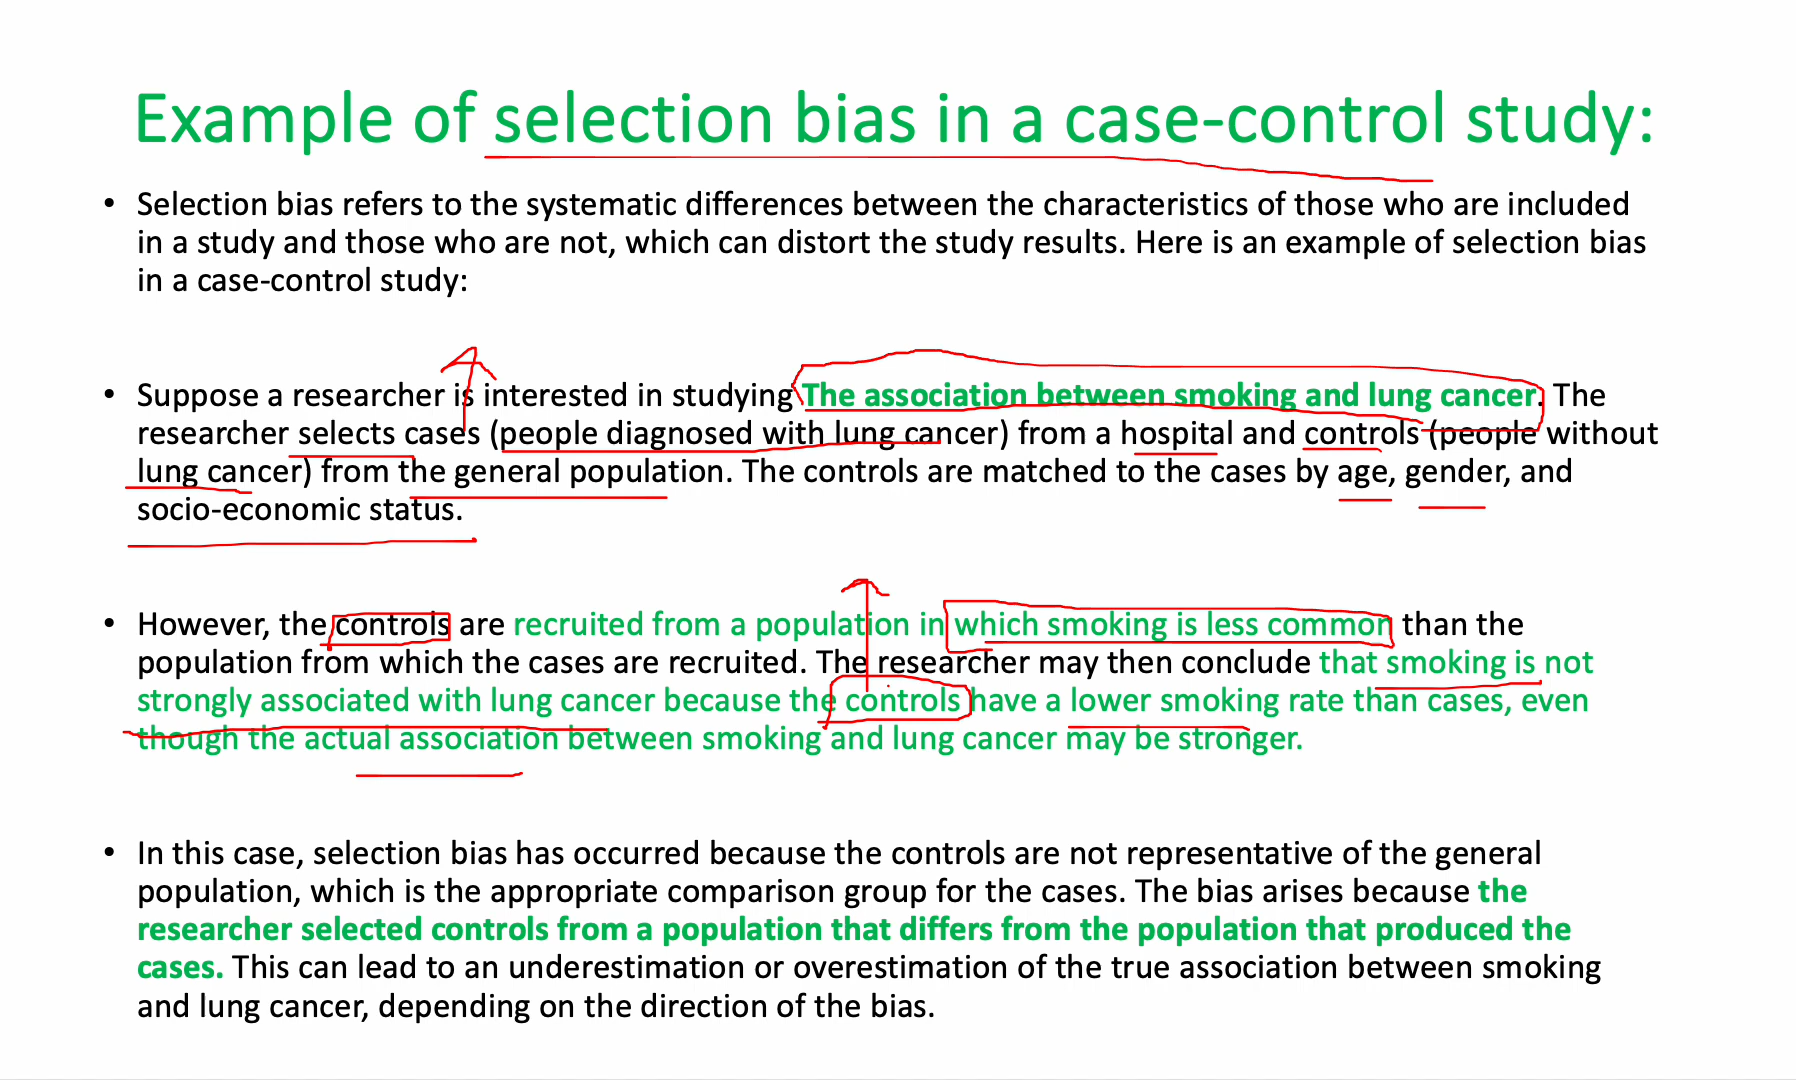 Example of selection bias in a case-control study:
• Selection bias refers to the systematic differences between the characteristics of those who are included
in a study and those who are not, which can distort the study results. Here is an example of selection bias
in a case-control study:
• Suppose a researcher is interested in studying The association between smoking and lung cancer. The
researcher selects cases (people diagnosed with lung cancer) from a hospital and controls (people without
lung cancer) from the general population. The controls are matched to the cases by age, gender, and
socio-economic status.
• However, the controls are recruited from a population in which smoking is less common than the
population from which the cases are recruited. The researcher may then conclude that smoking is not
strongly associated with lung cancer because the controls have a lower smoking rate than cases, even
though the actual association between smoking and lung cancer may be stronger.
• In this case, selection bias has occurred because the controls are not representative of the general
population, which is the appropriate comparison group for the cases. The bias arises because the
researcher selected controls from a population that differs from the population that produced the
cases. This can lead to an underestimation or overestimation of the true association between smoking
and lung cancer, depending on the direction of the bias.